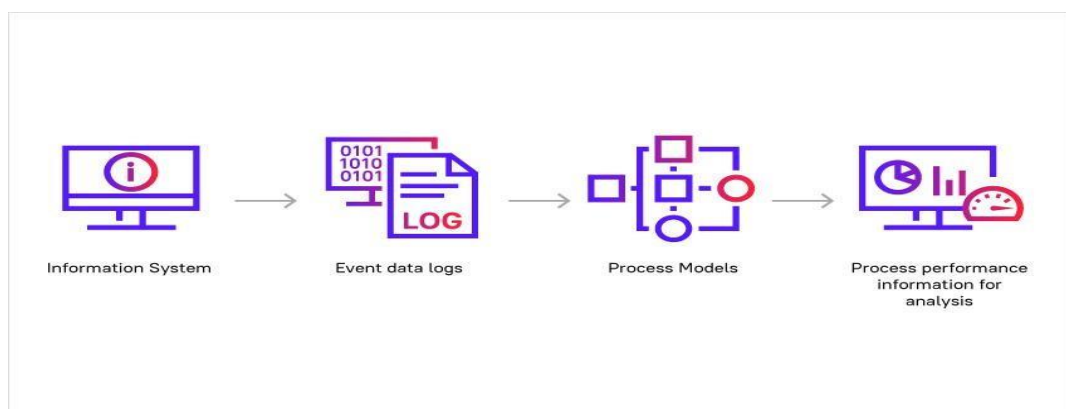 i
0101
1010
0101
LOG
Information System
Event data logs
Process Models
Process performance
information for
analysis